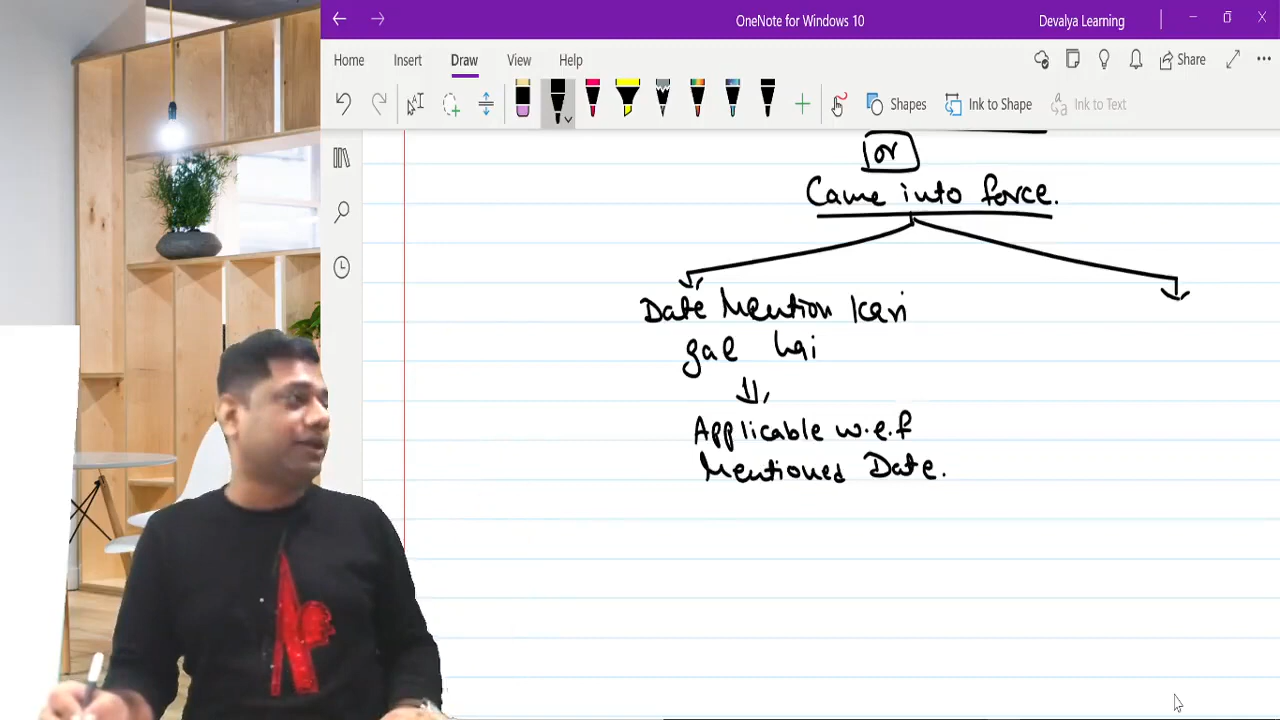 OneNote for Windows 10
Devalya Learning
Home Insert Draw View Help
Share
Shapes Ink to Shape Ink to Text
or
Came into force.
Date Mention Kari
gae hai
Applicable w.e.f
Mentioned Date.